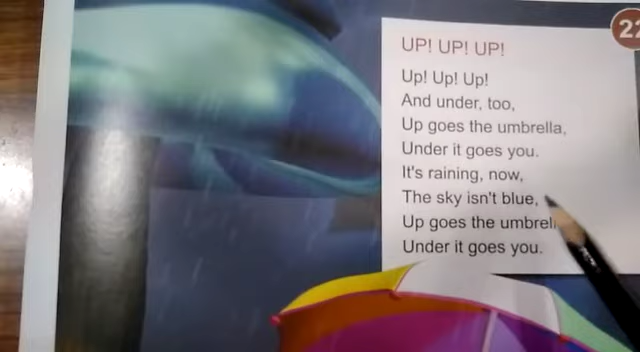 22
UP! UP! UP!
Up! Up! Up!
And under, too,
Up goes the umbrella,
Under it goes you.
It's raining, now,
The sky isn't blue,
Up goes the
Under it goes you.